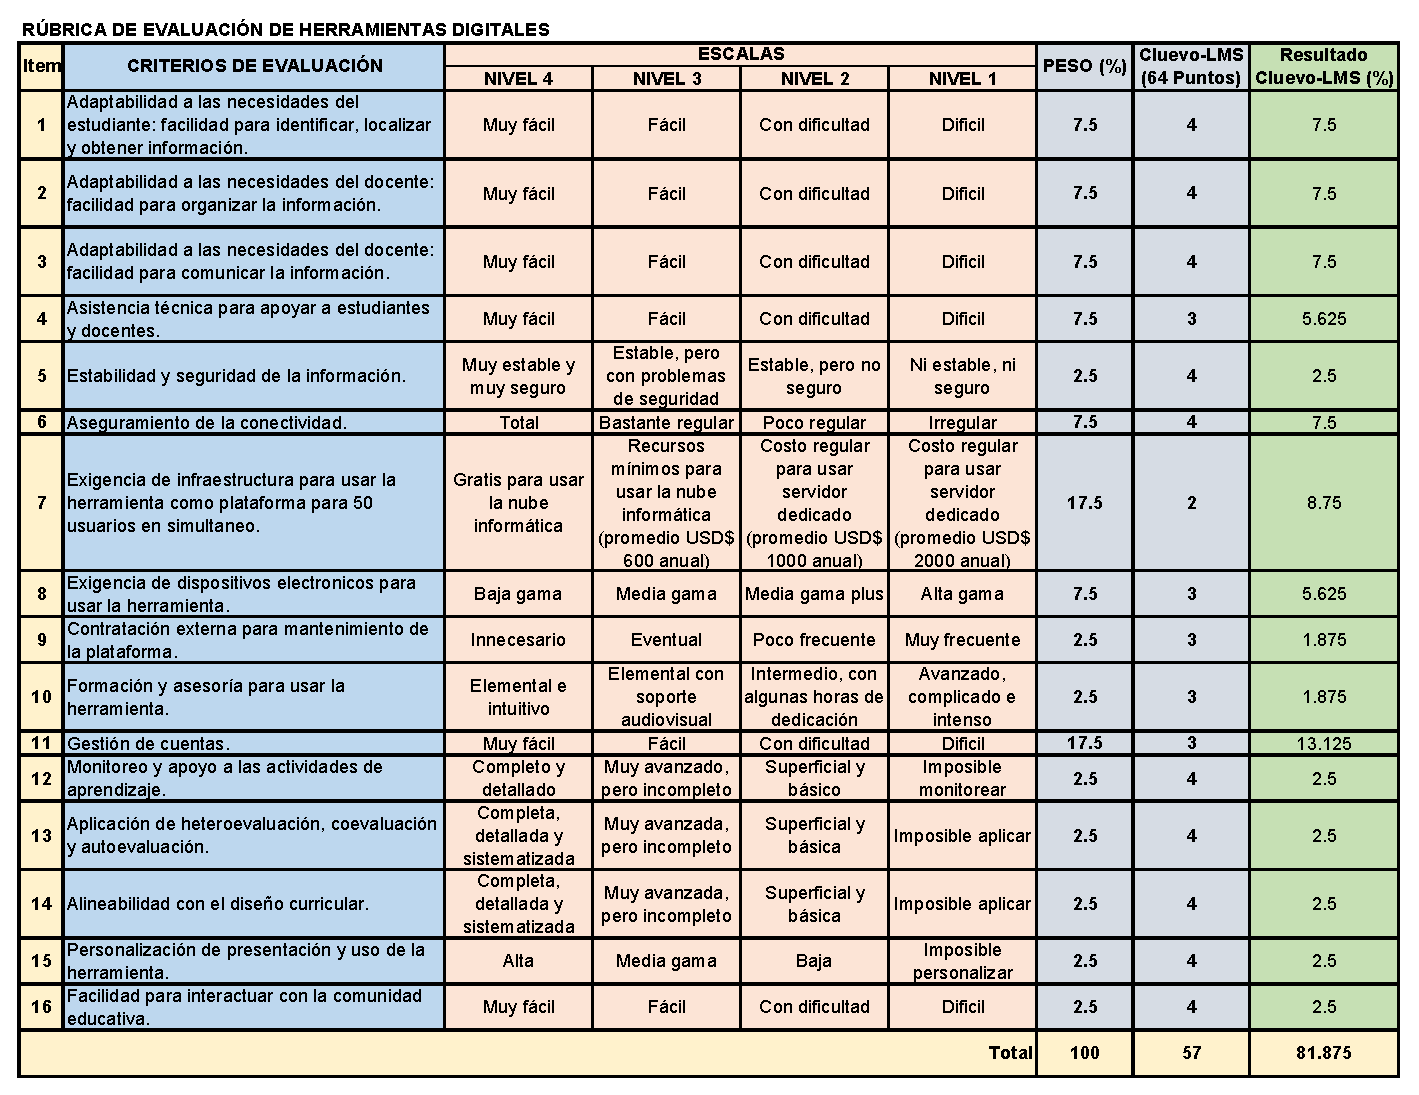 RÚBRICA DE EVALUACIÓN DE HERRAMIENTAS DIGITALES
Item
CRITERIOS DE EVALUACIÓN
ESCALAS
NIVEL 4
NIVEL 3
NIVEL 2
NIVEL 1
PESO (%)
Cluevo-LMS
(64 Puntos)
Resultado
Cluevo-LMS (%)
1
Adaptabilidad a las necesidades del
estudiante: facilidad para identificar, localizar
y obtener información.
Muy fácil
Fácil
Con dificultad
Dificil
7.5
4
7.5
2
Adaptabilidad a las necesidades del docente:
facilidad para organizar la información.
Muy fácil
Fácil
Con dificultad
Dificil
7.5
4
7.5
3
Adaptabilidad a las necesidades del docente:
facilidad para comunicar la información.
Muy fácil
Fácil
Con dificultad
Dificil
7.5
4
7.5
4
Asistencia técnica para apoyar a estudiantes
y docentes.
Muy fácil
Fácil
Con dificultad
Dificil
7.5
3
5.625
5
Estabilidad y seguridad de la información.
Muy estable y
muy seguro
Estable, pero
con problemas
de seguridad
Estable, pero no
seguro
Ni estable, ni
seguro
2.5
4
2.5
6
Aseguramiento de la conectividad.
Total
Bastante regular
Poco regular
Irregular
7.5
4
7.5
7
Exigencia de infraestructura para usar la
herramienta como plataforma para 50
usuarios en simultaneo.
Gratis para usar
la nube
informática
Recursos
mínimos para
usar la nube
informática
(promedio USD$
600 anual)
Costo regular
para usar
servidor
dedicado
(promedio USD$
1000 anual)
Costo regular
para usar
servidor
dedicado
(promedio USD$
2000 anual)
17.5
2
8.75
8
Exigencia de dispositivos electronicos para
usar la herramienta.
Baja gama
Media gama
Media gama plus
Alta gama
7.5
3
5.625
9
Contratación externa para mantenimiento de
la plataforma.
Innecesario
Eventual
Poco frecuente
Muy frecuente
2.5
3
1.875
10
Formación y asesoría para usar la
herramienta.
Elemental e
intuitivo
Elemental con
soporte
audiovisual
Intermedio, con
algunas horas de
dedicación
Avanzado,
complicado e
intenso
2.5
3
1.875
11
Gestión de cuentas.
Muy fácil
Fácil
Con dificultad
Dificil
17.5
3
13.125
12
Monitoreo y apoyo a las actividades de
aprendizaje.
Completo y
detallado
Muy avanzado,
pero incompleto
Superficial y
básico
Imposible
monitorear
2.5
4
2.5
13
Aplicación de heteroevaluación, coevaluación
y autoevaluación.
Completa,
detallada y
sistematizada
Muy avanzada,
pero incompleto
Superficial y
básica
Imposible aplicar
2.5
4
2.5
14
Alineabilidad con el diseño curricular.
Completa,
detallada y
sistematizada
Muy avanzada,
pero incompleto
Superficial y
básica
Imposible aplicar
2.5
4
2.5
15
Personalización de presentación y uso de la
herramienta.
Alta
Media gama
Baja
Imposible
personalizar
2.5
4
2.5
16
Facilidad para interactuar con la comunidad
educativa.
Muy fácil
Fácil
Con dificultad
Dificil
2.5
4
2.5
Total
100
57
81.875